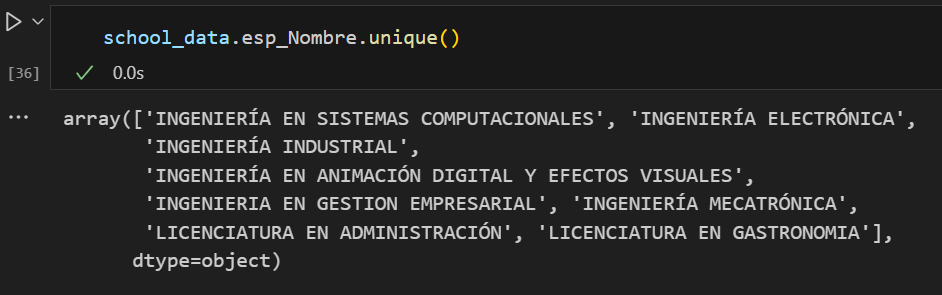 school_data.esp_Nombre.unique()
[36]
0.0s
array(['INGENIERÍA EN SISTEMAS COMPUTACIONALES', 'INGENIERÍA ELECTRÓNICA',
'INGENIERÍA INDUSTRIAL',
'INGENIERÍA EN ANIMACIÓN DIGITAL Y EFECTOS VISUALES',
'INGENIERIA EN GESTION EMPRESARIAL', 'INGENIERÍA MECATRÓNICA',
'LICENCIATURA EN ADMINISTRACIÓN', 'LICENCIATURA EN GASTRONOMIA'],
dtype=object)